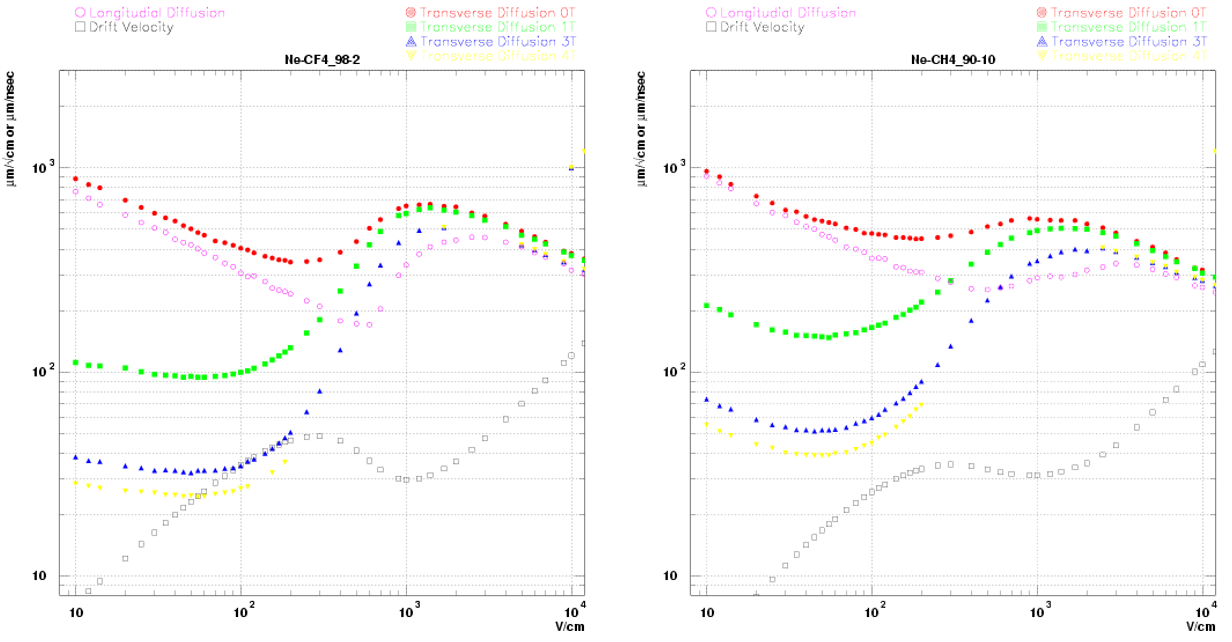 Longitudial Diffusion
Drift Velocity
Transverse Diffusion 0T
Transverse Diffusion 1T
Transverse Diffusion 3T
Transverse Diffusion 4T
Ne-CF4_98-2
μm/√cm or μm/nsec
10³
10²
10
10
10²
10³
10⁴
V/cm
Longitudial Diffusion
Drift Velocity
Transverse Diffusion 0T
Transverse Diffusion 1T
Transverse Diffusion 3T
Transverse Diffusion 4T
Ne-CH4_90-10
μm/√cm or μm/nsec
10³
10²
10
10
10²
10³
10⁴
V/cm